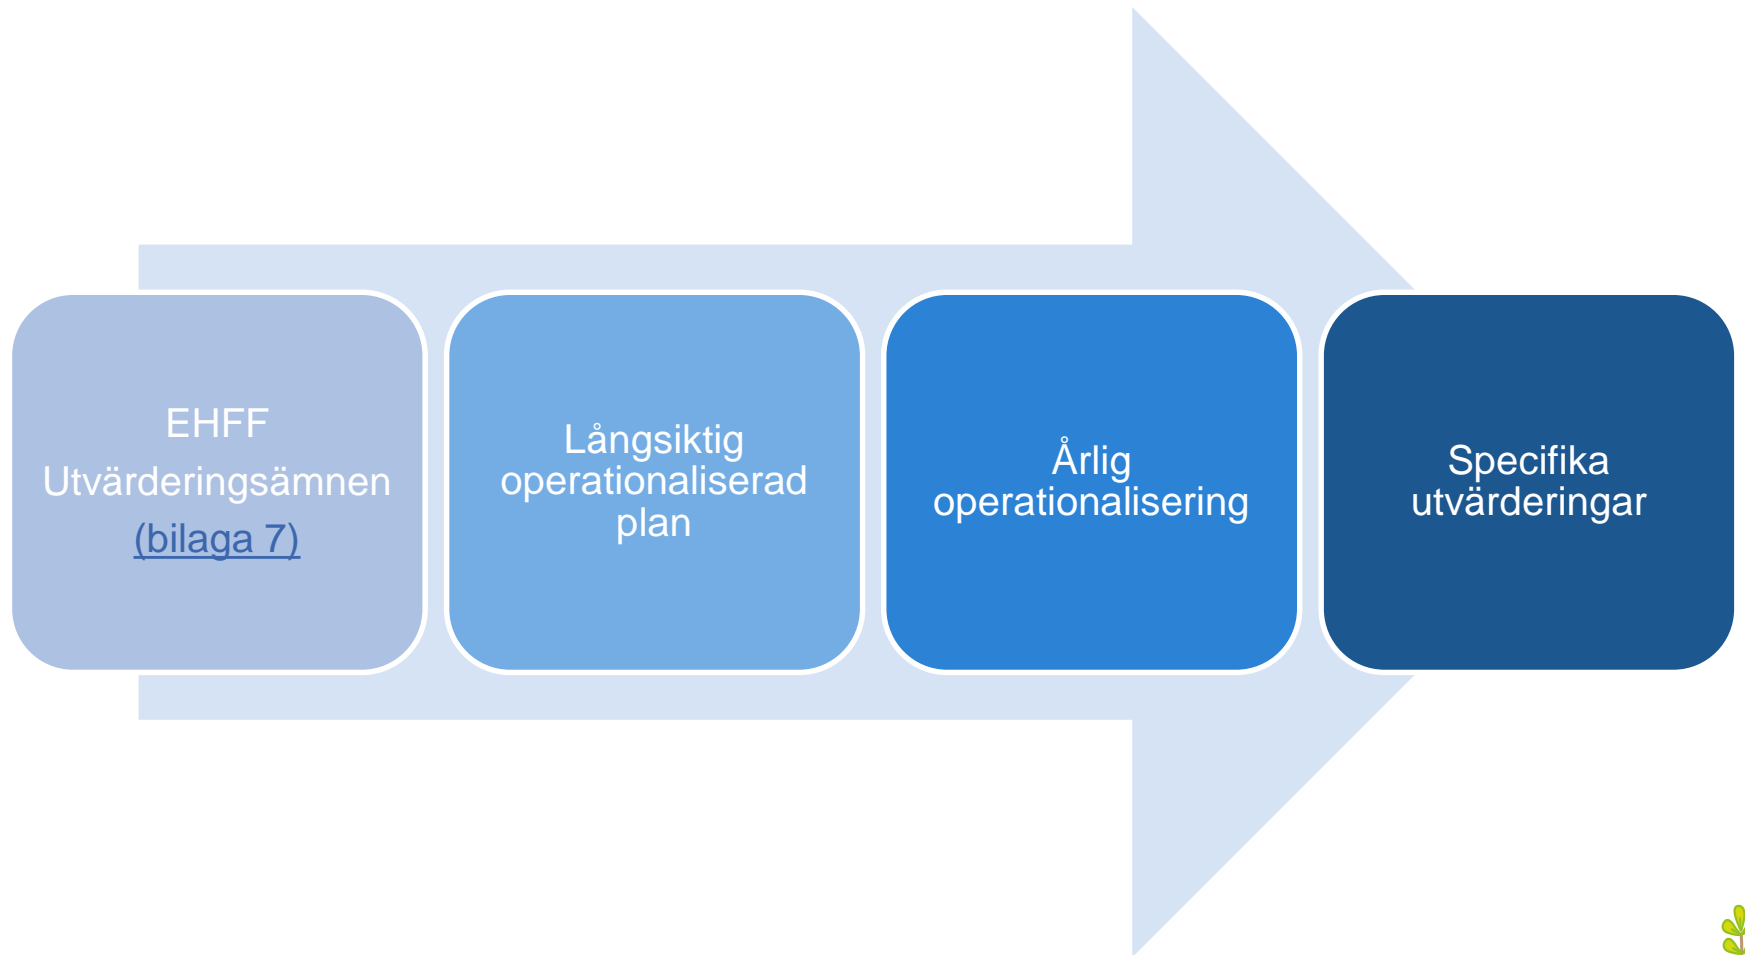 EHFF
Utvärderingsämnen
(bilaga 7)
Långsiktig
operationaliserad
plan
Årlig
operationalisering
Specifika
utvärderingar